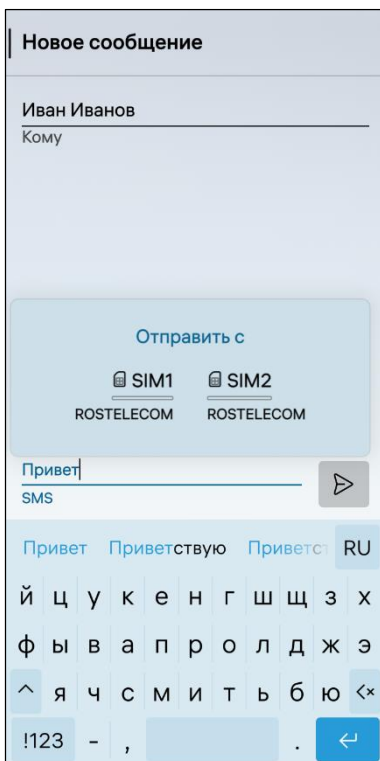 Новое сообщение
Иван Иванов
Кому
Отправить с
SIM1 SIM2
ROSTELECOM ROSTELECOM
Привет
SMS
Привет Приветствую Приветст RU
й ц у к е н г ш щ з х
ф ы в а п р о л д ж э
я ч с м и т ь б ю
!123 - , .